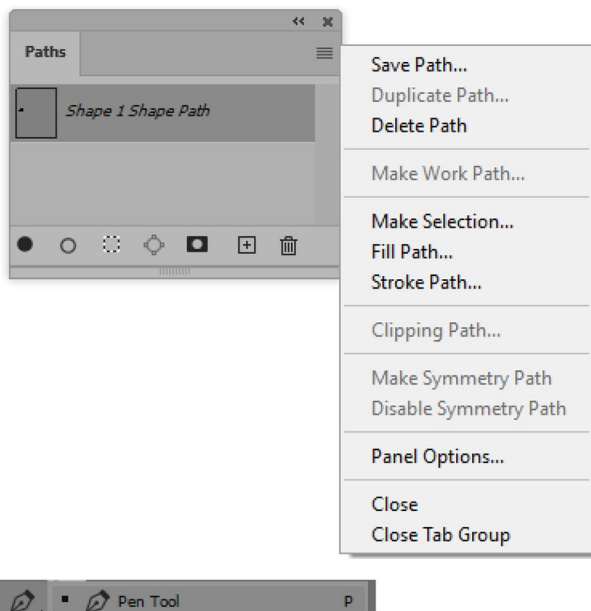 Paths
Shape 1 Shape Path
Save Path...
Duplicate Path...
Delete Path
Make Work Path...
Make Selection...
Fill Path...
Stroke Path...
Clipping Path...
Make Symmetry Path
Disable Symmetry Path
Panel Options...
Close
Close Tab Group
Pen Tool P